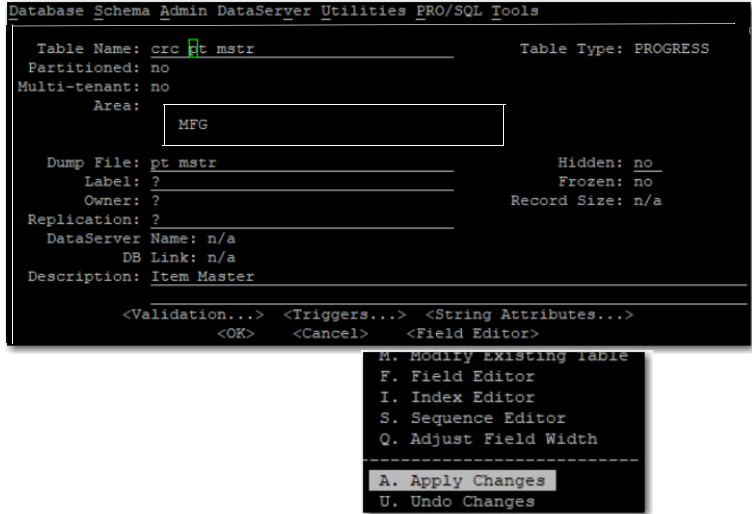 Database Schema Admin DataServer Utilities PRO/SQL Tools
Table Name: crc pt mstr Table Type: PROGRESS
Partitioned: no
Multi-tenant: no
Area:
MFG
Dump File: pt mstr Hidden: no
Label: ? Frozen: no
Owner: ? Record Size: n/a
Replication: ?
DataServer Name: n/a
DB Link: n/a
Description: Item Master
<Validation...> <Triggers...> <String Attributes...>
<OK> <Cancel> <Field Editor>
M. Modify Existing Table
F. Field Editor
I. Index Editor
S. Sequence Editor
Q. Adjust Field Width
A. Apply Changes
U. Undo Changes